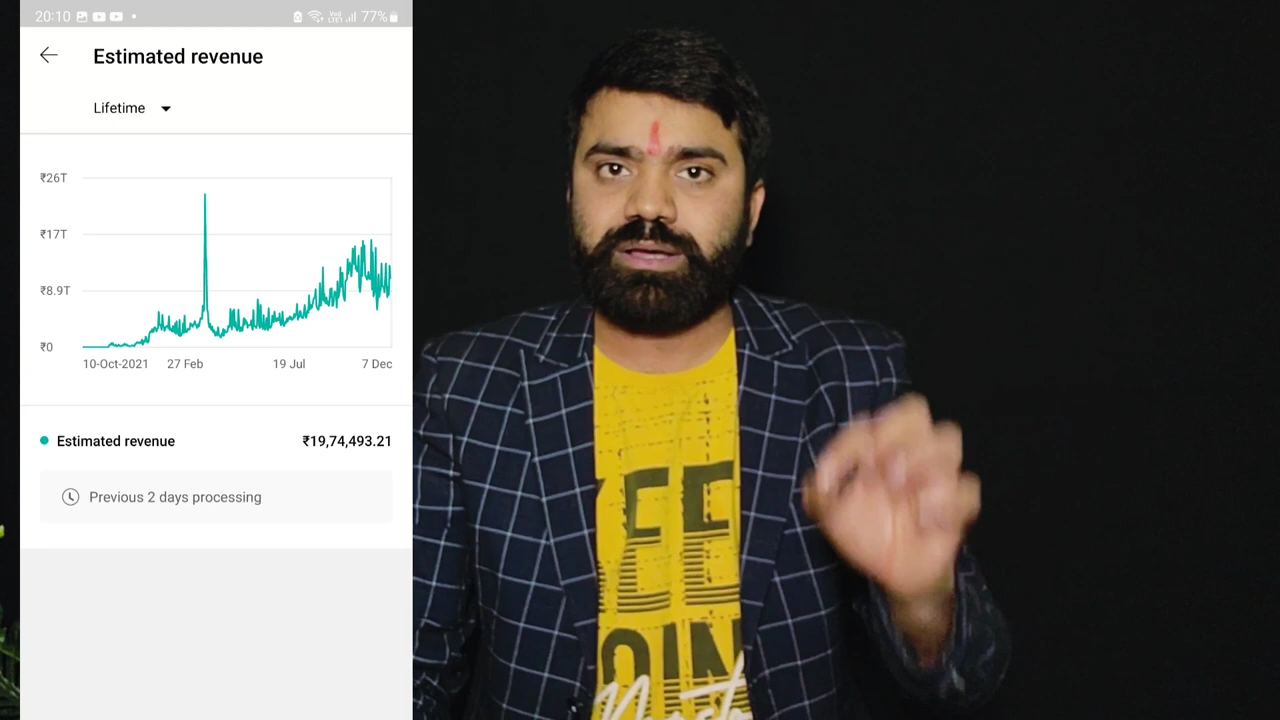 20:10 77%
Estimated revenue
Lifetime
₹26T
₹17T
₹8.9T
₹0
10-Oct-2021 27 Feb 19 Jul 7 Dec
Estimated revenue ₹19,74,493.21
Previous 2 days processing